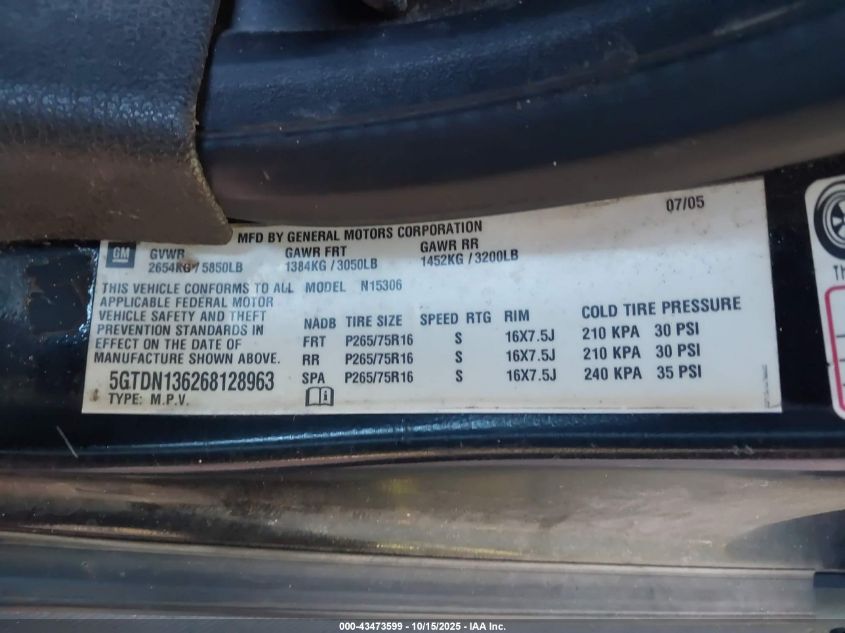 07/05
MFD BY GENERAL MOTORS CORPORATION
GM
GVWR GAWR FRT GAWR RR
2654KG / 5850LB 1384KG / 3050LB 1452KG / 3200LB
THIS VEHICLE CONFORMS TO ALL MODEL N15306
APPLICABLE FEDERAL MOTOR
VEHICLE SAFETY AND THEFT
PREVENTION STANDARDS IN
EFFECT ON THE DATE OF
MANUFACTURE SHOWN ABOVE.
NADB TIRE SIZE SPEED RTG RIM COLD TIRE PRESSURE
FRT P265/75R16 S 16X7.5J 210 KPA 30 PSI
RR P265/75R16 S 16X7.5J 210 KPA 30 PSI
SPA P265/75R16 S 16X7.5J 240 KPA 35 PSI
5GTDN136268128963
TYPE: M.P.V.
000-43473599 - 10/15/2025 - IAA Inc.